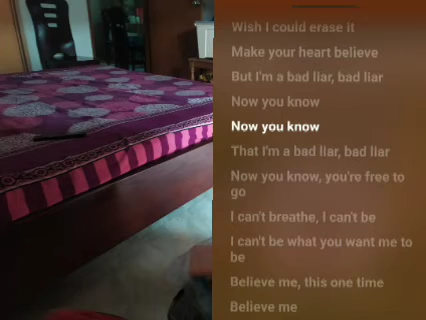 Wish I could erase it
Make your heart believe
But I'm a bad liar, bad liar
Now you know
Now you know
That I'm a bad liar, bad liar
Now you know, you're free to
go
I can't breathe, I can't be
I can't be what you want me to
be
Believe me, this one time
Believe me